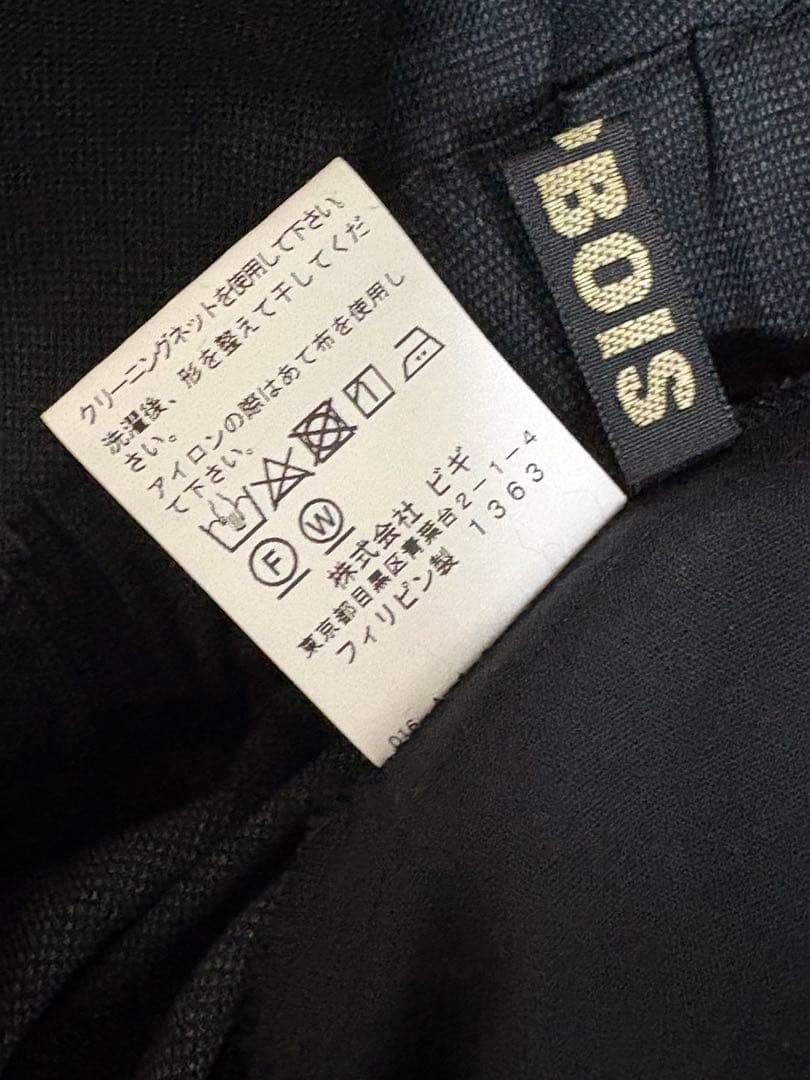 クリーニングネットを使用して下さい。
洗濯後、形を整えて干してくだ
さい。
アイロンの際はあて布を使用し
て下さい。
F W
株式会社 ビギ
東京都目黒区青葉台2-1-4
フィリピン製 1363
016
BOIS